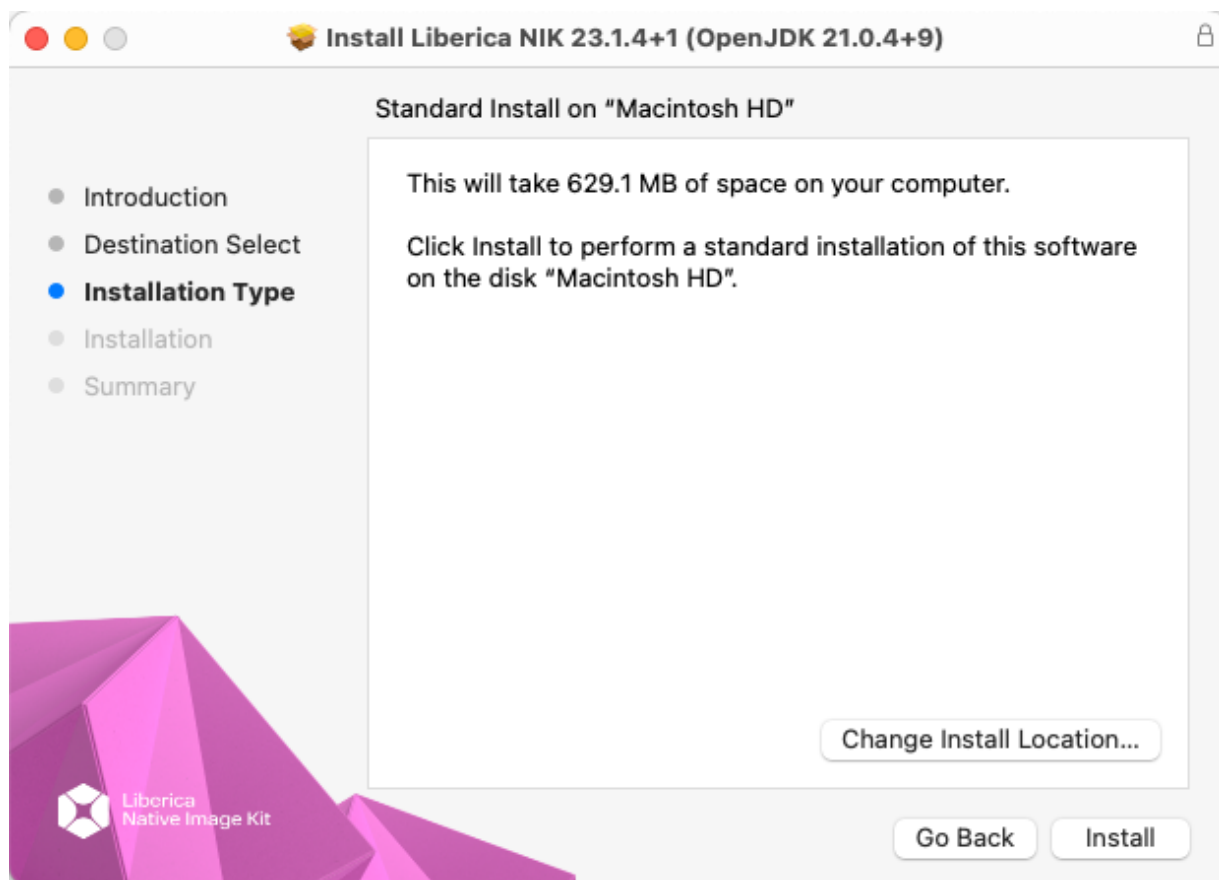 Install Liberica NIK 23.1.4+1 (OpenJDK 21.0.4+9)
Standard Install on “Macintosh HD”
Introduction
Destination Select
Installation Type
Installation
Summary
This will take 629.1 MB of space on your computer.
Click Install to perform a standard installation of this software
on the disk “Macintosh HD”.
Change Install Location...
Liberica
Native Image Kit
Go Back
Install